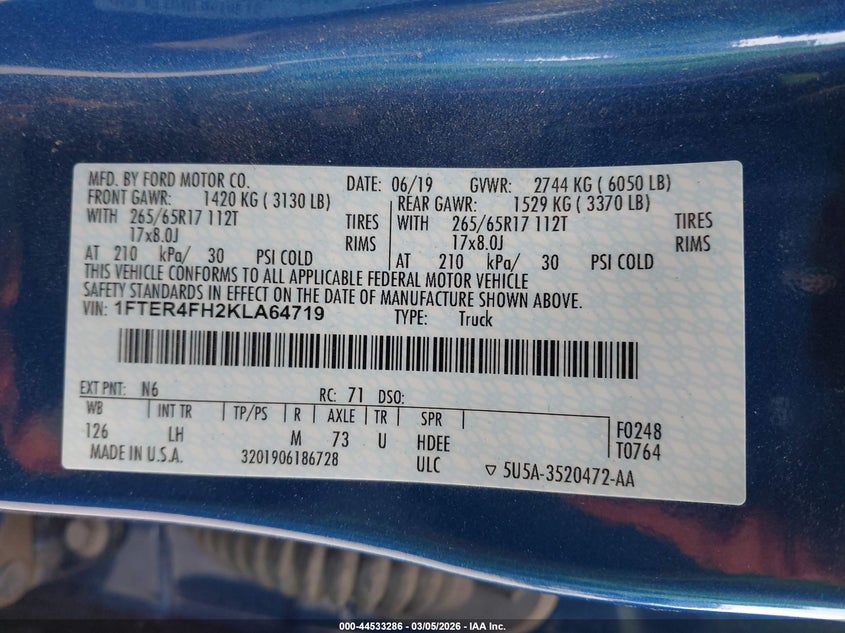 MFD. BY FORD MOTOR CO. DATE: 06/19 GVWR: 2744 KG ( 6050 LB)
FRONT GAWR: 1420 KG ( 3130 LB) REAR GAWR: 1529 KG ( 3370 LB)
WITH 265/65R17 112T TIRES WITH 265/65R17 112T TIRES
17x8.0J RIMS 17x8.0J RIMS
AT 210 kPa/ 30 PSI COLD AT 210 kPa/ 30 PSI COLD
THIS VEHICLE CONFORMS TO ALL APPLICABLE FEDERAL MOTOR VEHICLE
SAFETY STANDARDS IN EFFECT ON THE DATE OF MANUFACTURE SHOWN ABOVE.
VIN: 1FTER4FH2KLA64719 TYPE: Truck
EXT PNT: N6 RC: 71 DSO:
WB INT TR TP/PS R AXLE TR SPR F0248
126 LH M 73 U HDEE T0764
MADE IN U.S.A. 3201906186728 ULC ▽ 5U5A-3520472-AA
000-44533286 - 03/05/2026 - IAA Inc.